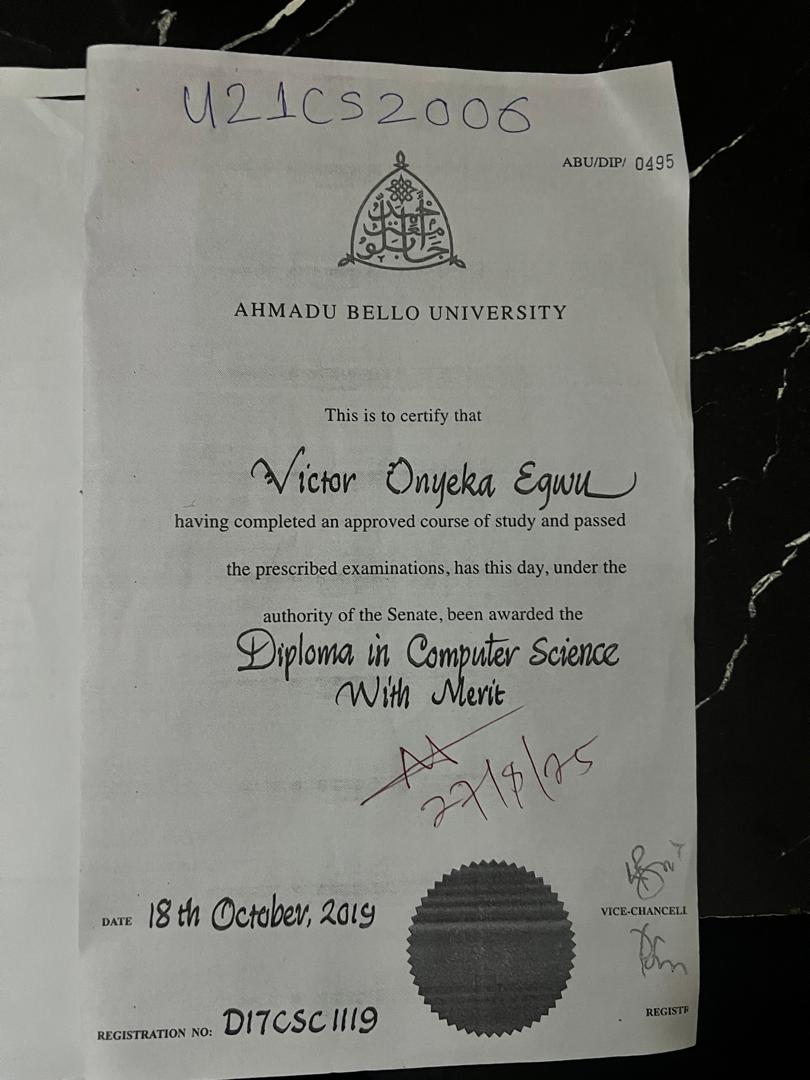 U21CS2006
ABU/DIP/ 0495
AHMADU BELLO UNIVERSITY
This is to certify that
Victor Onyeka Egwu
having completed an approved course of study and passed
the prescribed examinations, has this day, under the
authority of the Senate, been awarded the
Diploma in Computer Science
With Merit
27/8/25
DATE 18th October, 2019
VICE-CHANCELL
REGISTR
REGISTRATION NO: D17CSC1119